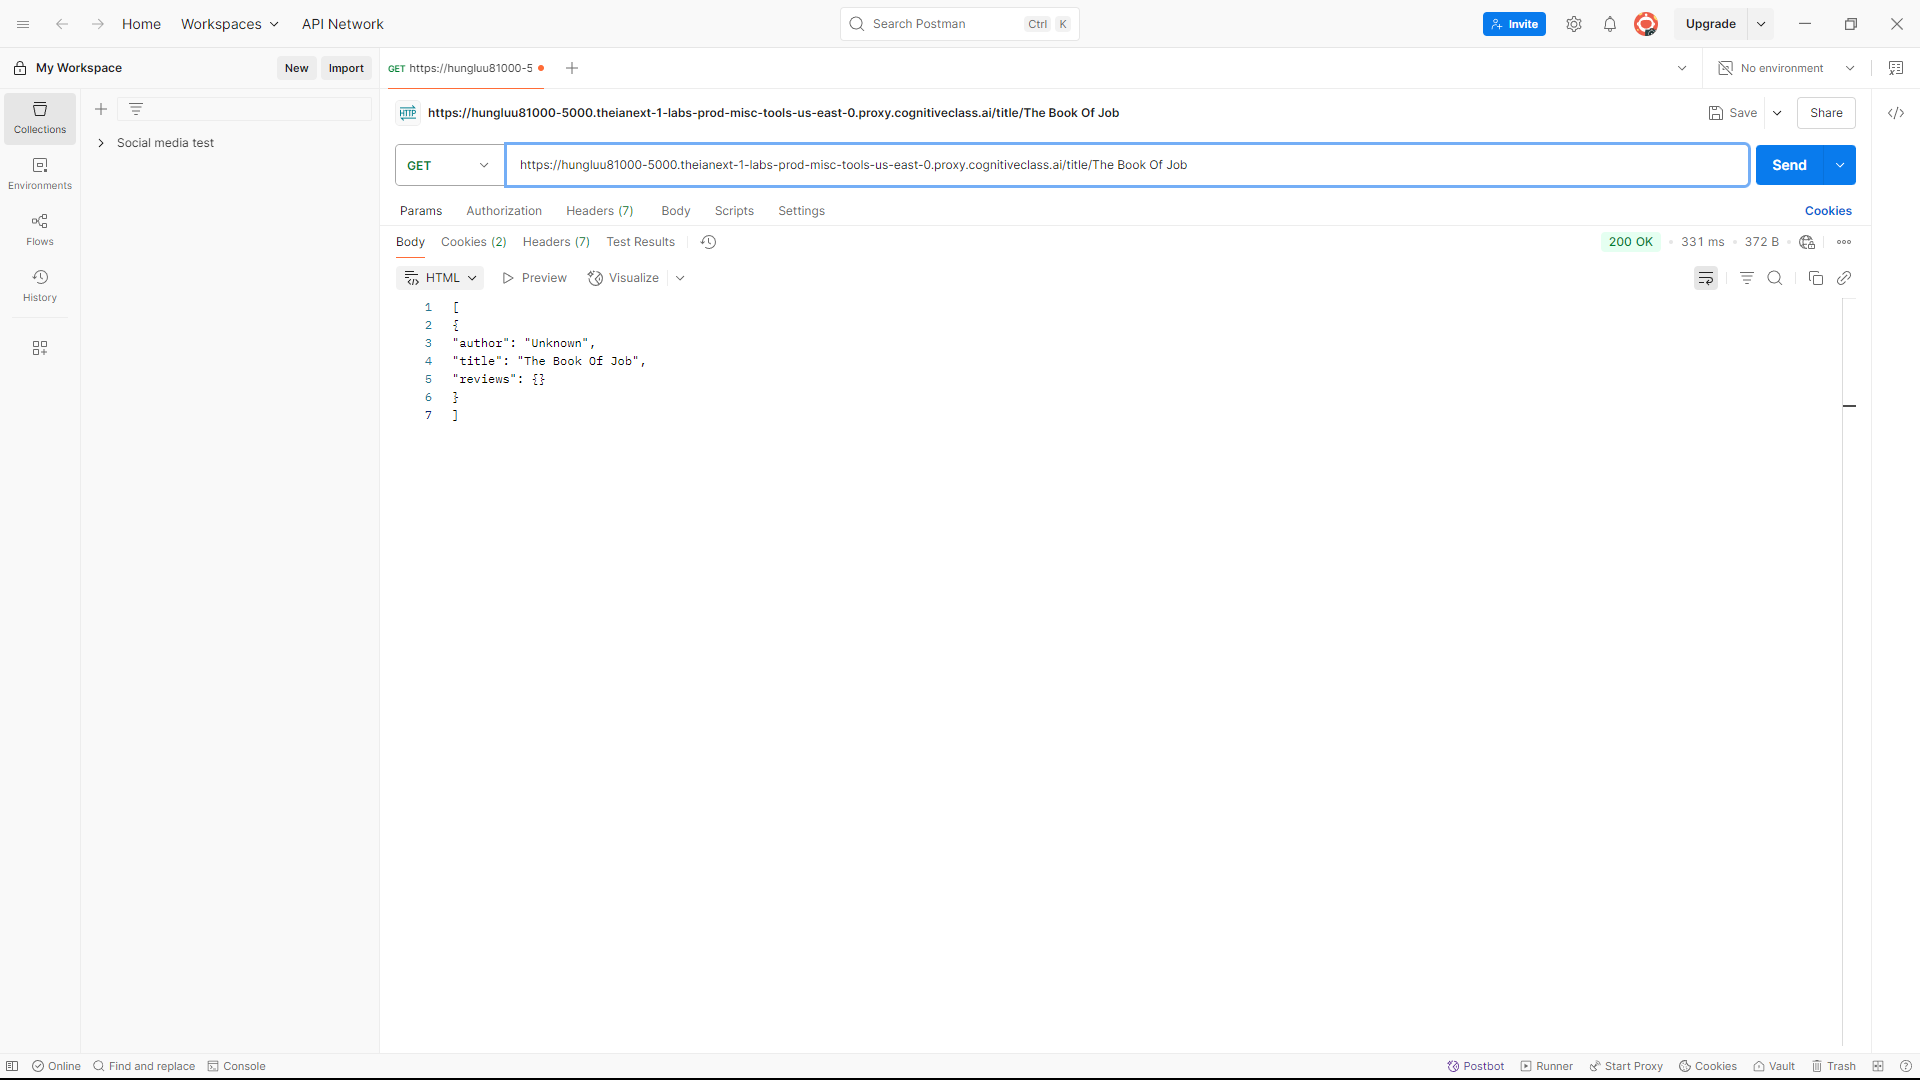 Home
Workspaces
API Network
Search Postman
Ctrl
K
Invite
Upgrade
My Workspace
New
Import
GET https://hungluu81000-5
No environment
Collections
Environments
Flows
History
Social media test
HTTP
https://hungluu81000-5000.theianext-1-labs-prod-misc-tools-us-east-0.proxy.cognitiveclass.ai/title/The Book Of Job
Save
Share
GET
https://hungluu81000-5000.theianext-1-labs-prod-misc-tools-us-east-0.proxy.cognitiveclass.ai/title/The Book Of Job
Send
Params
Authorization
Headers (7)
Body
Scripts
Settings
Cookies
Body
Cookies (2)
Headers (7)
Test Results
200 OK
331 ms
372 B
HTML
Preview
Visualize
1 [
2 {
3 "author": "Unknown",
4 "title": "The Book Of Job",
5 "reviews": {}
6 }
7 ]
Online
Find and replace
Console
Postbot
Runner
Start Proxy
Cookies
Vault
Trash